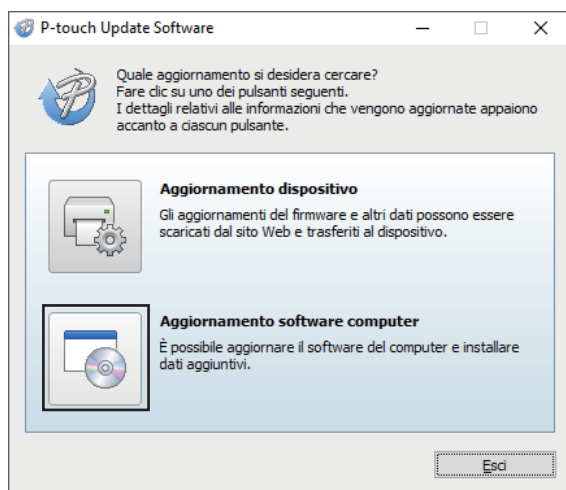 P-touch Update Software
Quale aggiornamento si desidera cercare?
Fare clic su uno dei pulsanti seguenti.
I dettagli relativi alle informazioni che vengono aggiornate appaiono
accanto a ciascun pulsante.
Aggiornamento dispositivo
Gli aggiornamenti del firmware e altri dati possono essere
scaricati dal sito Web e trasferiti al dispositivo.
Aggiornamento software computer
È possibile aggiornare il software del computer e installare
dati aggiuntivi.
Esci